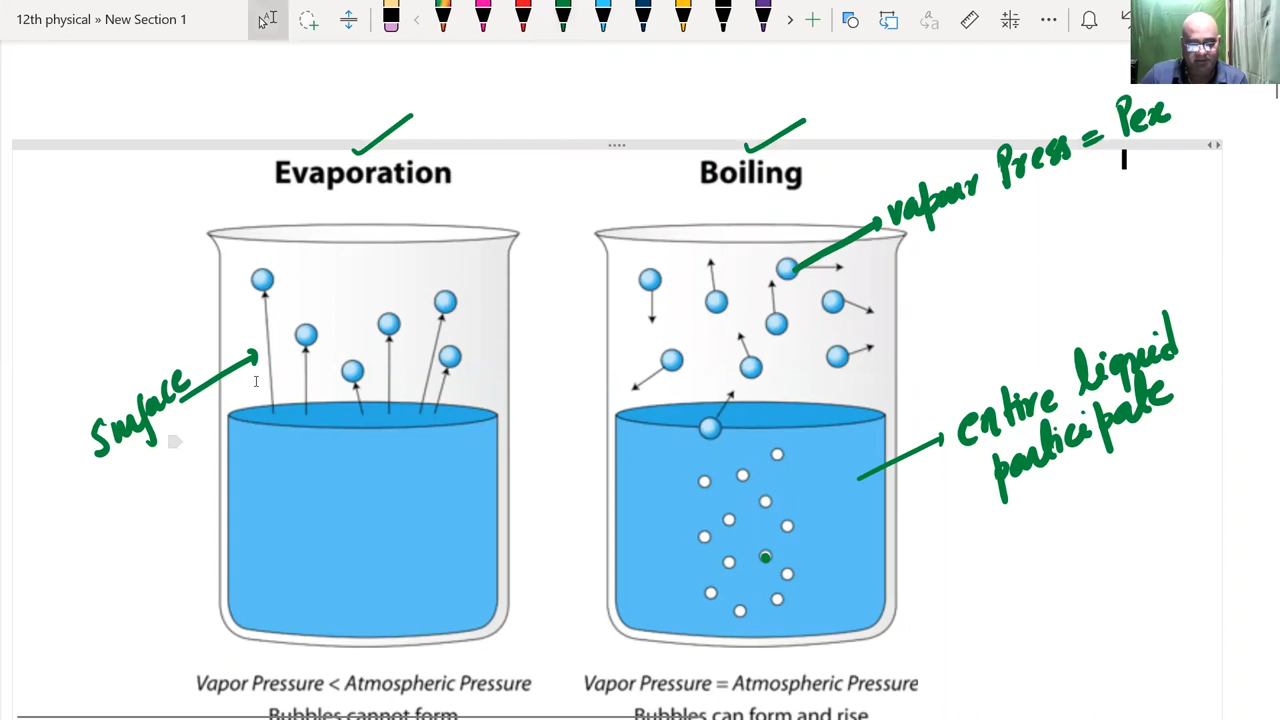 12th physical » New Section 1
Evaporation
Boiling
vapour Press = Pex
Surface
entire liquid
participate
Vapor Pressure < Atmospheric Pressure
Vapor Pressure = Atmospheric Pressure
Bubbles cannot form
Bubbles can form and rise